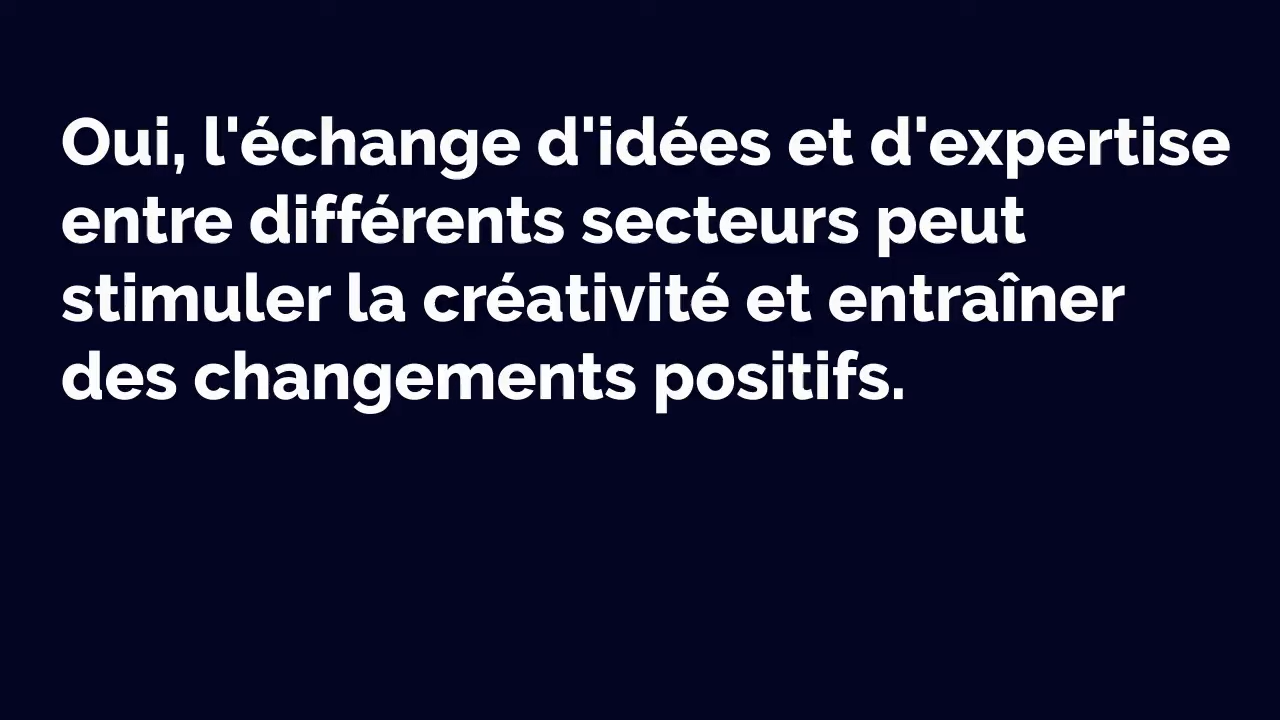 Oui, l'échange d'idées et d'expertise
entre différents secteurs peut
stimuler la créativité et entraîner
des changements positifs.